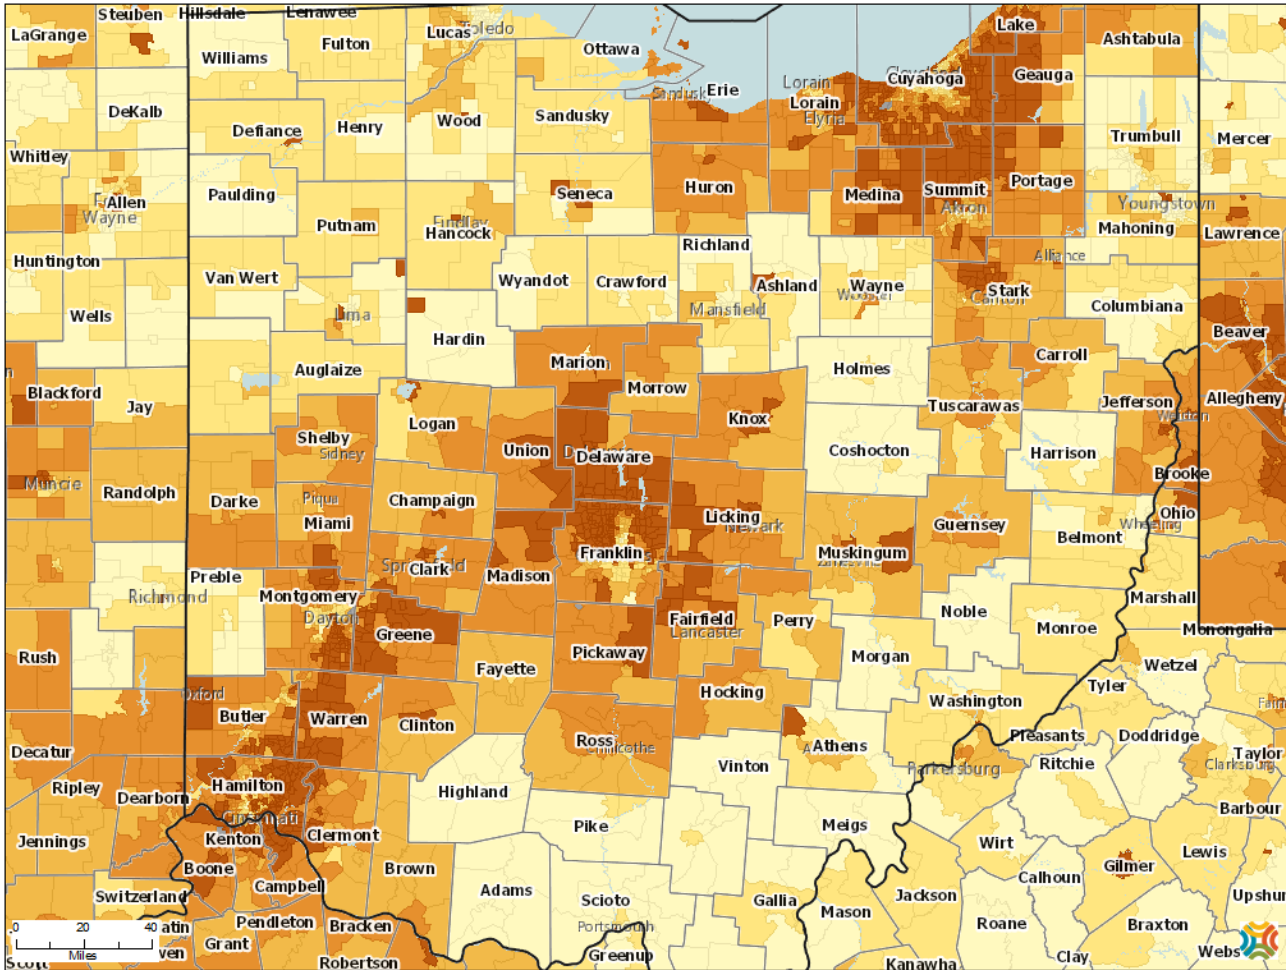 Steuben
Hillsdale
Lenawee
LaGrange
Williams
Fulton
Lucas
Toledo
Ottawa
Lake
Ashtabula
Geauga
Cuyahoga
Cleveland
DeKalb
Defiance
Henry
Wood
Sandusky
Sandusky
Erie
Lorain
Lorain
Elyria
Trumbull
Mercer
Whitley
Allen
Wayne
Paulding
Putnam
Seneca
Huron
Medina
Summit
Akron
Portage
Youngstown
Mahoning
Lawrence
Findlay
Hancock
Richland
Huntington
Van Wert
Wyandot
Crawford
Ashland
Wayne
Wooster
Mansfield
Alliance
Stark
Canton
Columbiana
Wells
Lima
Hardin
Beaver
Auglaize
Marion
Morrow
Holmes
Carroll
Blackford
Jay
Logan
Knox
Tuscarawas
Jefferson
Weirton
Allegheny
Shelby
Sidney
Union
Delaware
Coshocton
Harrison
Muncie
Randolph
Darke
Piqua
Miami
Champaign
Licking
Newark
Brooke
Ohio
Wheeling
Guernsey
Belmont
Franklin
Muskingum
Zanesville
Springfield
Clark
Madison
Preble
Richmond
Montgomery
Dayton
Greene
Fairfield
Lancaster
Perry
Noble
Monroe
Marshall
Monongalia
Rush
Fayette
Pickaway
Morgan
Wetzel
Tyler
Oxford
Butler
Warren
Clinton
Hocking
Washington
Pleasants
Doddridge
Decatur
Ross
Chillicothe
Athens
Vinton
Parkersburg
Ritchie
Taylor
Clarksburg
Ripley
Dearborn
Hamilton
Cincinnati
Highland
Barbour
Jennings
Kenton
Clermont
Pike
Meigs
Wirt
Gilmer
Lewis
Boone
Campbell
Brown
Adams
Scioto
Portsmouth
Gallia
Mason
Jackson
Calhoun
Upshur
Switzerland
Pendleton
Bracken
Grant
Robertson
Greenup
Roane
Braxton
Clay
Kanawha
Webs
Scott
0 20 40
Miles